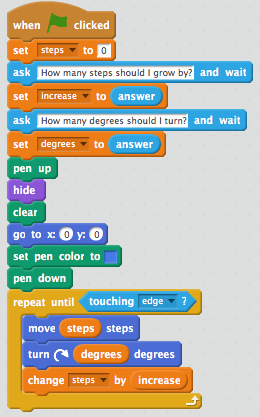 when clicked
set steps to 0
ask How many steps should I grow by? and wait
set increase to answer
ask How many degrees should I turn? and wait
set degrees to answer
pen up
hide
clear
go to x: 0 y: 0
set pen color to
pen down
repeat until touching edge ?
move steps steps
turn degrees degrees
change steps by increase